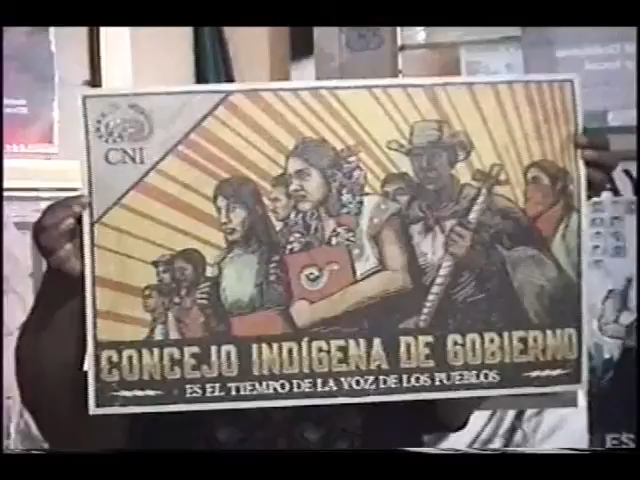 CNI
CONCEJO INDÍGENA DE GOBIERNO
ES EL TIEMPO DE LA VOZ DE LOS PUEBLOS
ES